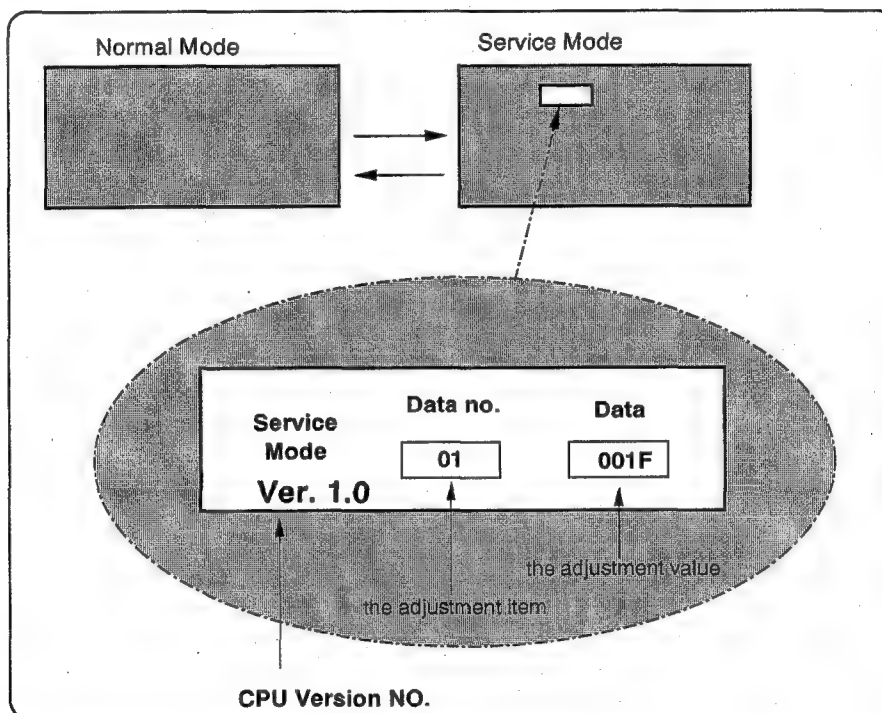 Normal Mode
Service Mode
Data no.
Data
Service
Mode
01
001F
Ver. 1.0
the adjustment value
the adjustment item
CPU Version NO.